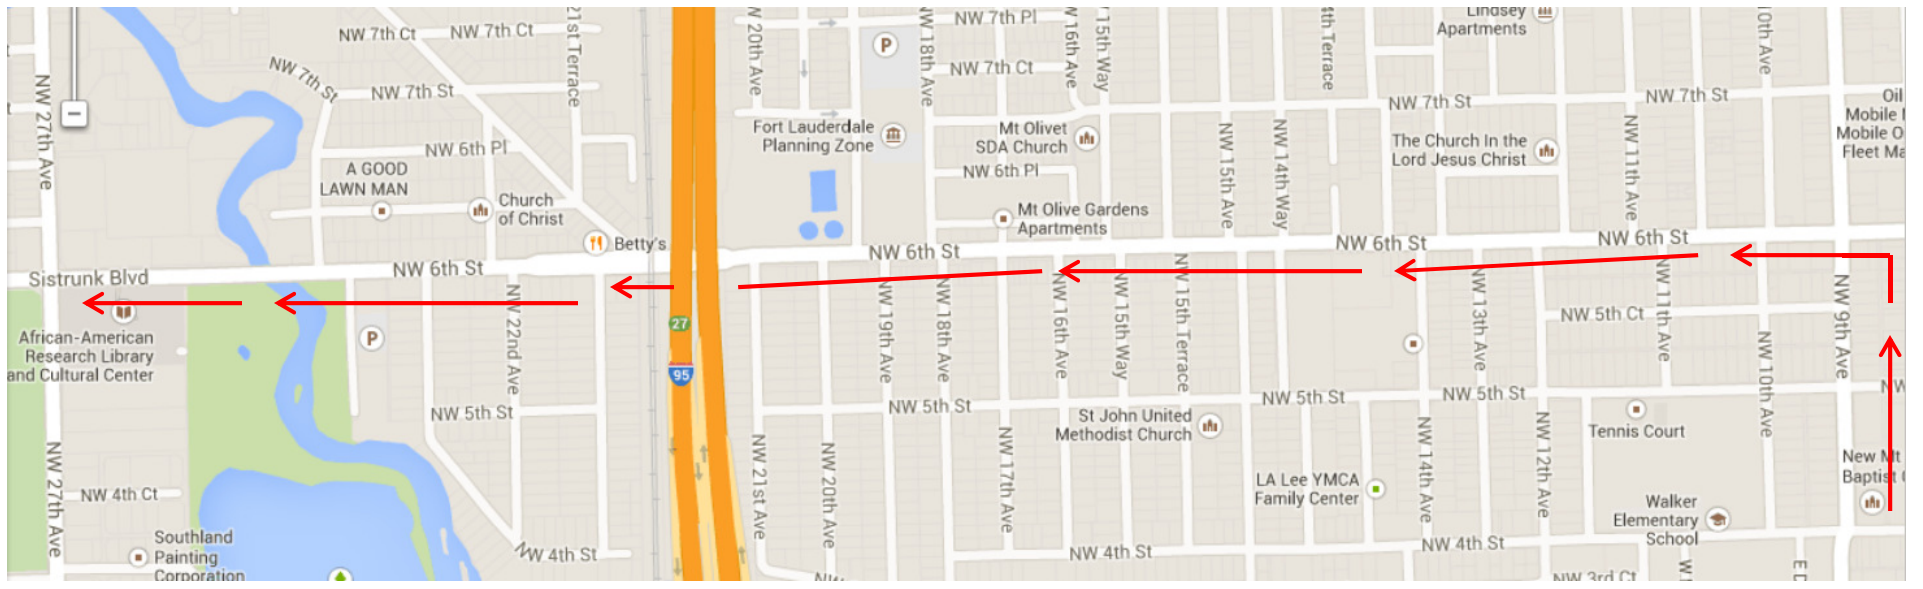 NW 7th Ct
NW 7th Ct
21st Terrace
NW 7th St
NW 7th St
NW 27th Ave
NW 6th Pl
A GOOD
LAWN MAN
Church
of Christ
Betty's
Sistrunk Blvd
NW 6th St
African-American
Research Library
and Cultural Center
NW 22nd Ave
P
NW 5th St
NW 27th Ave
NW 4th Ct
NW 4th St
Southland
Painting
Corporation
27
95
20th Ave
P
NW 18th Ave
NW 7th Pl
16th Ave
15th Way
NW 7th Ct
4th Terrace
Lindsey
Apartments
10th Ave
Fort Lauderdale
Planning Zone
Mt Olivet
SDA Church
NW 6th Pl
Mt Olive Gardens
Apartments
NW 15th Ave
NW 14th Way
NW 7th St
NW 7th St
The Church In the
Lord Jesus Christ
NW 11th Ave
Oil
Mobile
Mobile O
Fleet Ma
NW 6th St
NW 6th St
NW 6th St
NW 19th Ave
NW 18th Ave
NW 16th Ave
NW 15th Way
NW 15th Terrace
NW 13th Ave
NW 11th Ave
NW 5th Ct
NW 10th Ave
NW 9th Ave
NW 5th St
NW 5th St
NW 5th St
NW
St John United
Methodist Church
NW 21st Ave
NW 20th Ave
NW 17th Ave
LA Lee YMCA
Family Center
NW 14th Ave
NW 12th Ave
Tennis Court
New Mt
Baptist
Walker
Elementary
School
NW 4th St
NW 4th St
NW 3rd Ct